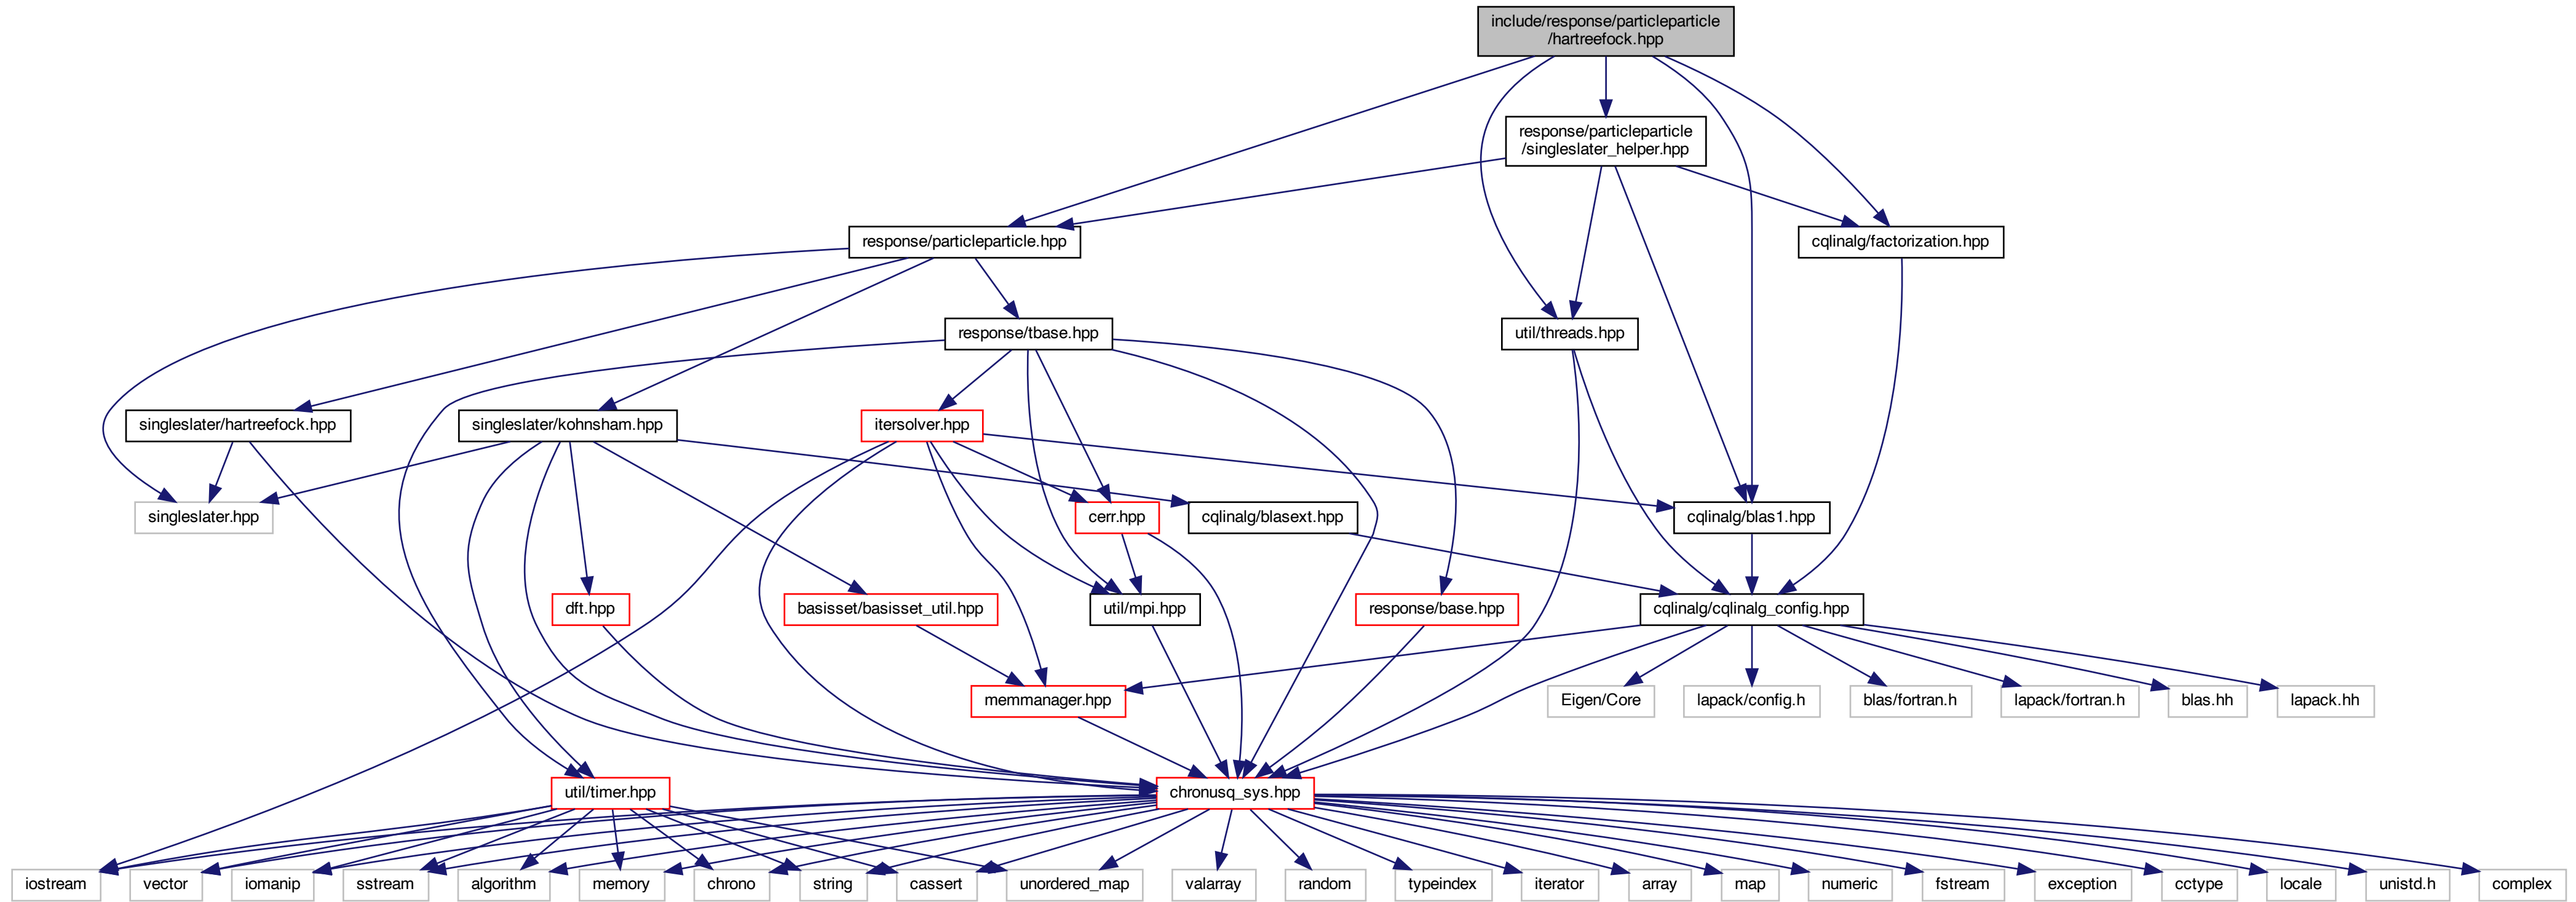 include/response/particleparticle
/hartreefock.hpp
response/particleparticle
/singleslater_helper.hpp
response/particleparticle.hpp
cqlinalg/factorization.hpp
response/tbase.hpp
util/threads.hpp
singleslater/hartreefock.hpp
singleslater/kohnsham.hpp
itersolver.hpp
singleslater.hpp
cerr.hpp
cqlinalg/blasext.hpp
cqlinalg/blas1.hpp
dft.hpp
basisset/basisset_util.hpp
util/mpi.hpp
response/base.hpp
cqlinalg/cqlinalg_config.hpp
memmanager.hpp
Eigen/Core
lapack/config.h
blas/fortran.h
lapack/fortran.h
blas.hh
lapack.hh
util/timer.hpp
chronusq_sys.hpp
iostream
vector
iomanip
sstream
algorithm
memory
chrono
string
cassert
unordered_map
valarray
random
typeindex
iterator
array
map
numeric
fstream
exception
cctype
locale
unistd.h
complex